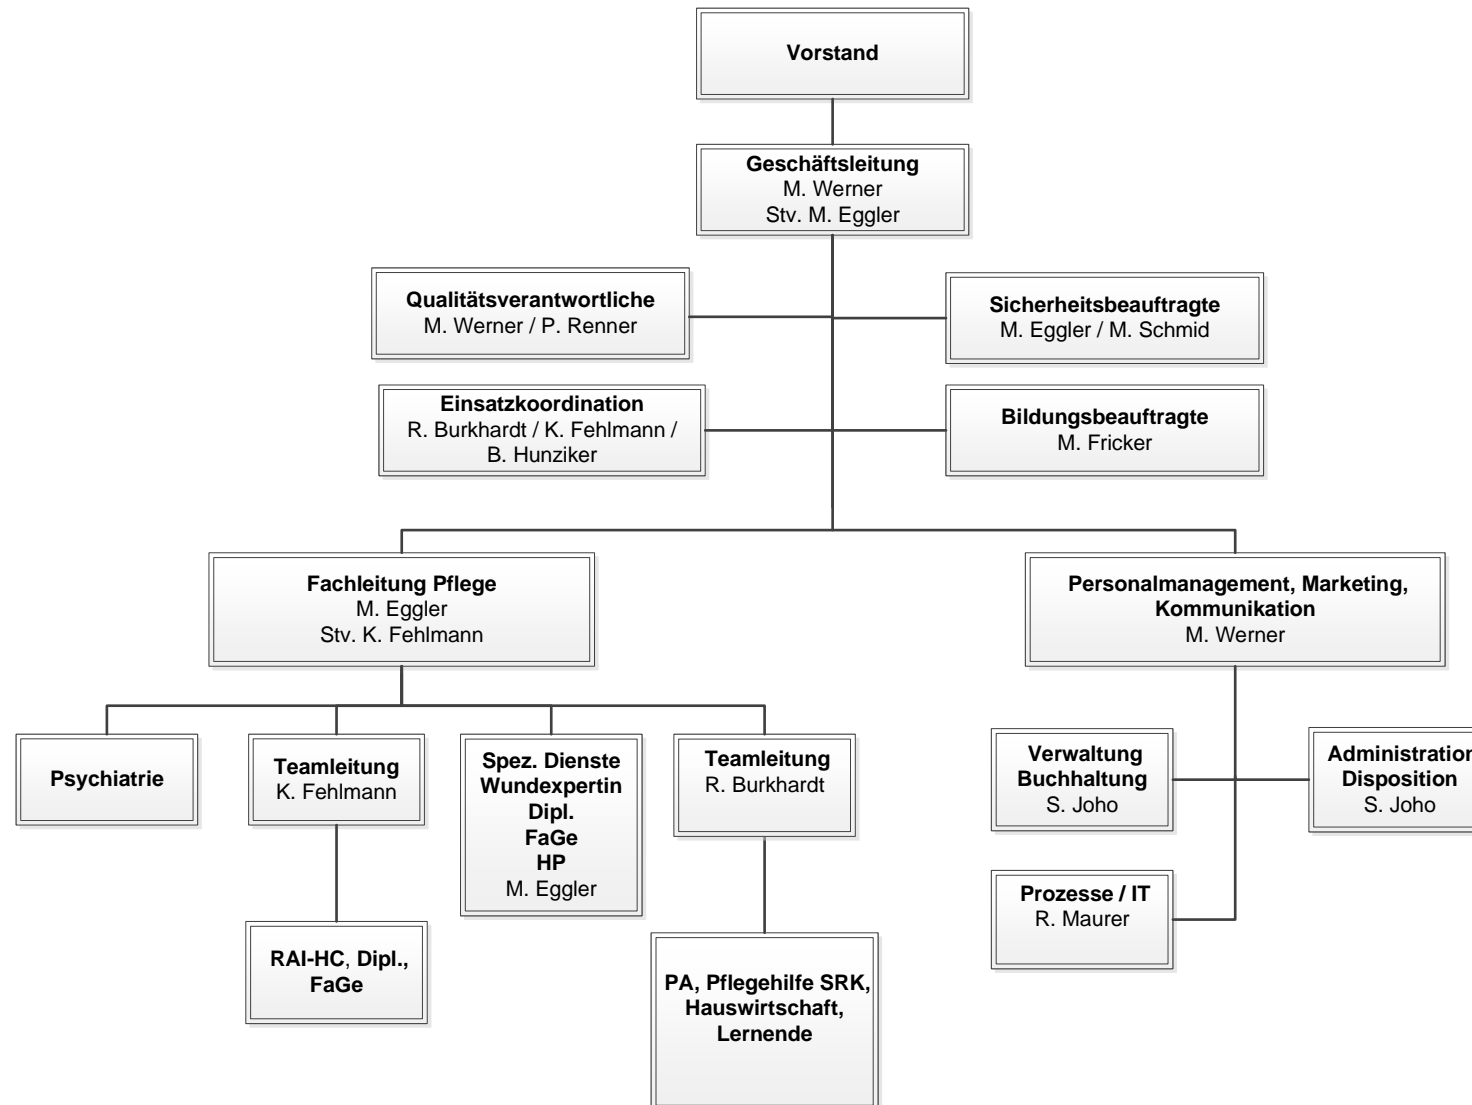 Vorstand
Geschäftsleitung
M. Werner
Stv. M. Eggler
Qualitätsverantwortliche
M. Werner / P. Renner
Sicherheitsbeauftragte
M. Eggler / M. Schmid
Einsatzkoordination
R. Burkhardt / K. Fehlmann /
B. Hunziker
Bildungsbeauftragte
M. Fricker
Fachleitung Pflege
M. Eggler
Stv. K. Fehlmann
Personalmanagement, Marketing,
Kommunikation
M. Werner
Psychiatrie
Teamleitung
K. Fehlmann
Spez. Dienste
Wundexpertin
Dipl.
FaGe
HP
M. Eggler
Teamleitung
R. Burkhardt
Verwaltung
Buchhaltung
S. Joho
Administration
Disposition
S. Joho
Prozesse / IT
R. Maurer
RAI-HC, Dipl.,
FaGe
PA, Pflegehilfe SRK,
Hauswirtschaft,
Lernende